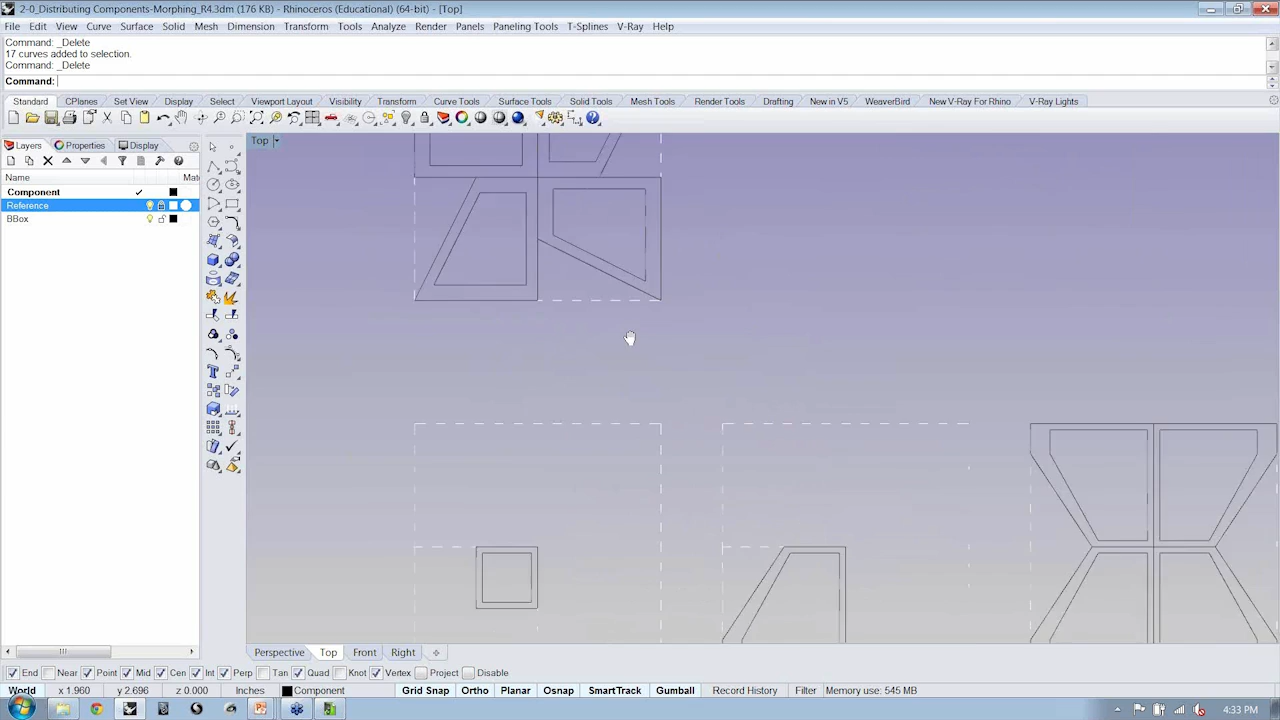 2-0_Distributing Components-Morphing_R4.3dm (176 KB) - Rhinoceros (Educational) (64-bit) - [Top]
File Edit View Curve Surface Solid Mesh Dimension Transform Tools Analyze Render Panels Paneling Tools T-Splines V-Ray Help
Command: _Delete
17 curves added to selection.
Command: _Delete
Command:
Standard CPlanes Set View Display Select Viewport Layout Visibility Transform Curve Tools Surface Tools Solid Tools Mesh Tools Render Tools Drafting New in V5 WeaverBird New V-Ray For Rhino V-Ray Lights
Layers Properties Display
Top
Name Mate
Component
Reference
BBox
Perspective Top Front Right
End Near Point Mid Cen Int Perp Tan Quad Knot Vertex Project Disable
World x 1.960 y 2.696 z 0.000 Inches Component Grid Snap Ortho Planar Osnap SmartTrack Gumball Record History Filter Memory use: 545 MB
4:33 PM